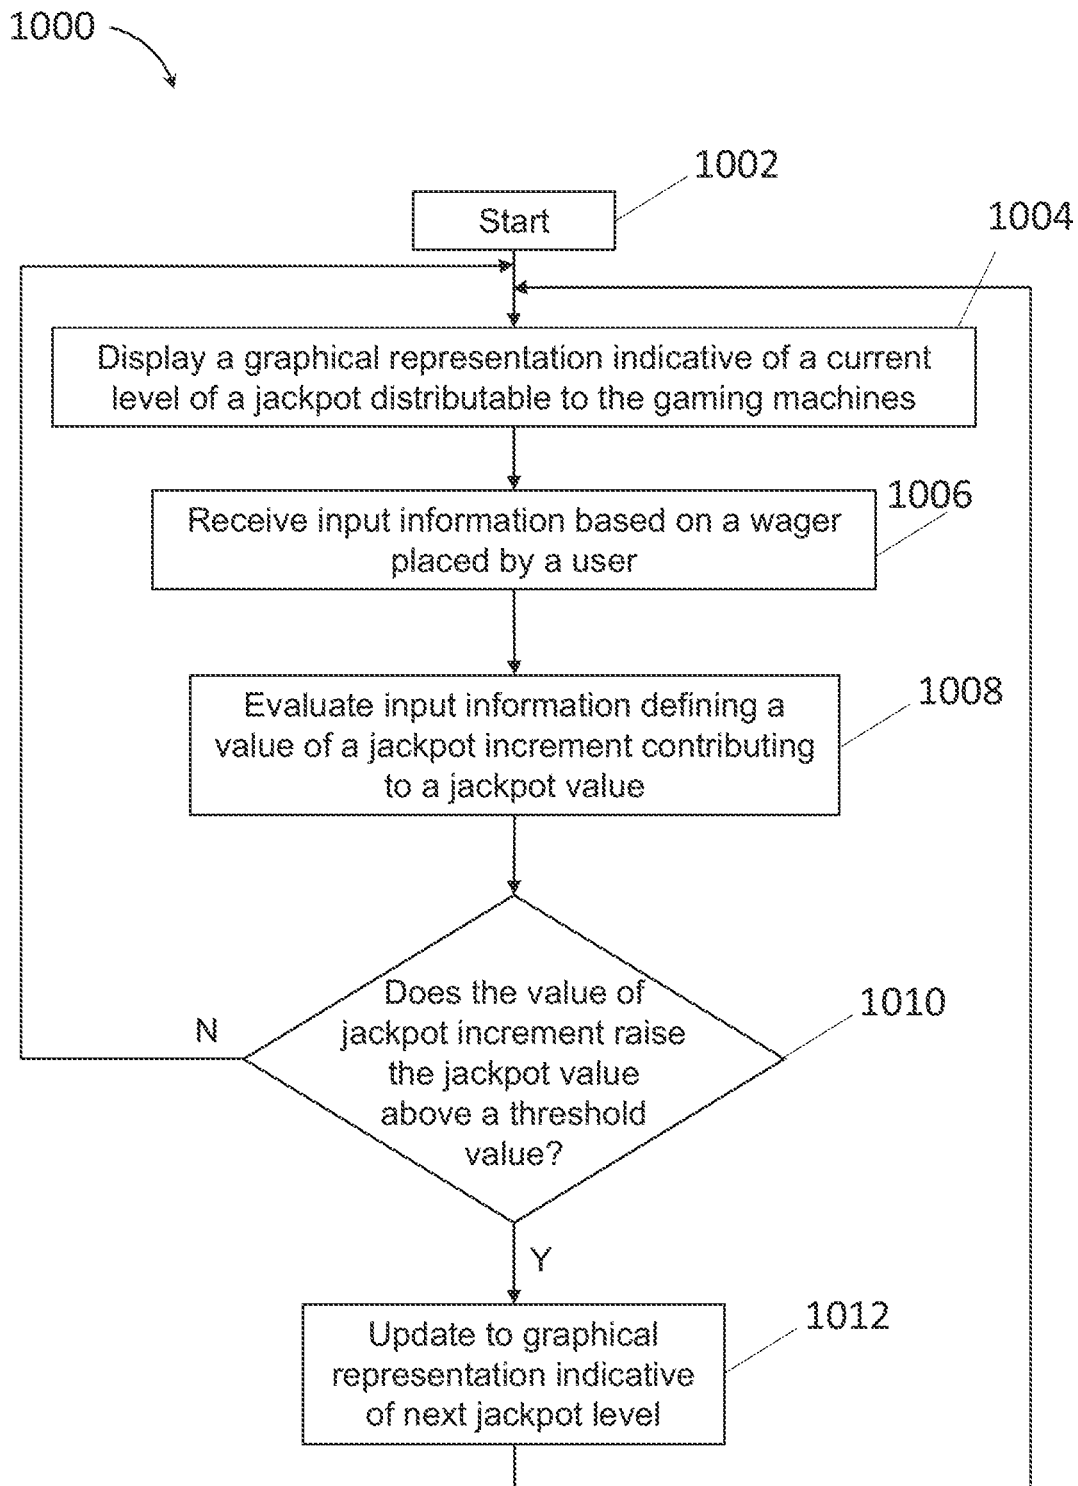 1000
1002
Start
1004
Display a graphical representation indicative of a current
level of a jackpot distributable to the gaming machines
1006
Receive input information based on a wager
placed by a user
1008
Evaluate input information defining a
value of a jackpot increment contributing
to a jackpot value
1010
Does the value of
jackpot increment raise
the jackpot value
above a threshold
value?
N
Y
1012
Update to graphical
representation indicative
of next jackpot level